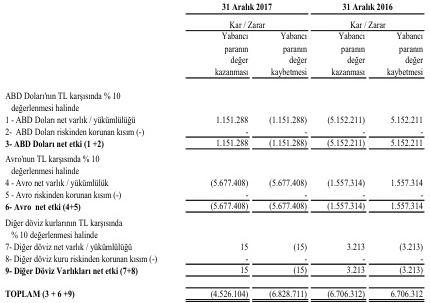 31 Aralık 2017 31 Aralık 2016
Kar / Zarar Kar / Zarar
Yabancı Yabancı Yabancı Yabancı
paranın paranın paranın paranın
değer değer değer değer
kazanması kaybetmesi kazanması kaybetmesi
ABD Doları'nın TL karşısında % 10
değerlenmesi halinde
1 - ABD Doları net varlık / yükümlülüğü 1.151.288 (1.151.288) (5.152.211) 5.152.211
2- ABD Doları riskinden korunan kısım (-) - - - -
3- ABD Doları net etki (1 +2) 1.151.288 (1.151.288) (5.152.211) 5.152.211
Avro'nun TL karşısında % 10
değerlenmesi halinde
4 - Avro net varlık / yükümlülük (5.677.408) (5.677.408) (1.557.314) 1.557.314
5 - Avro riskinden korunan kısım (-) - - - -
6- Avro net etki (4+5) (5.677.408) (5.677.408) (1.557.314) 1.557.314
Diğer döviz kurlarının TL karşısında
% 10 değerlenmesi halinde
7- Diğer döviz net varlık / yükümlülüğü 15 (15) 3.213 (3.213)
8- Diğer döviz kuru riskinden korunan kısım (-) - - - -
9- Diğer Döviz Varlıkları net etki (7+8) 15 (15) 3.213 (3.213)
TOPLAM (3 + 6 +9) (4.526.104) (6.828.711) (6.706.312) 6.706.312